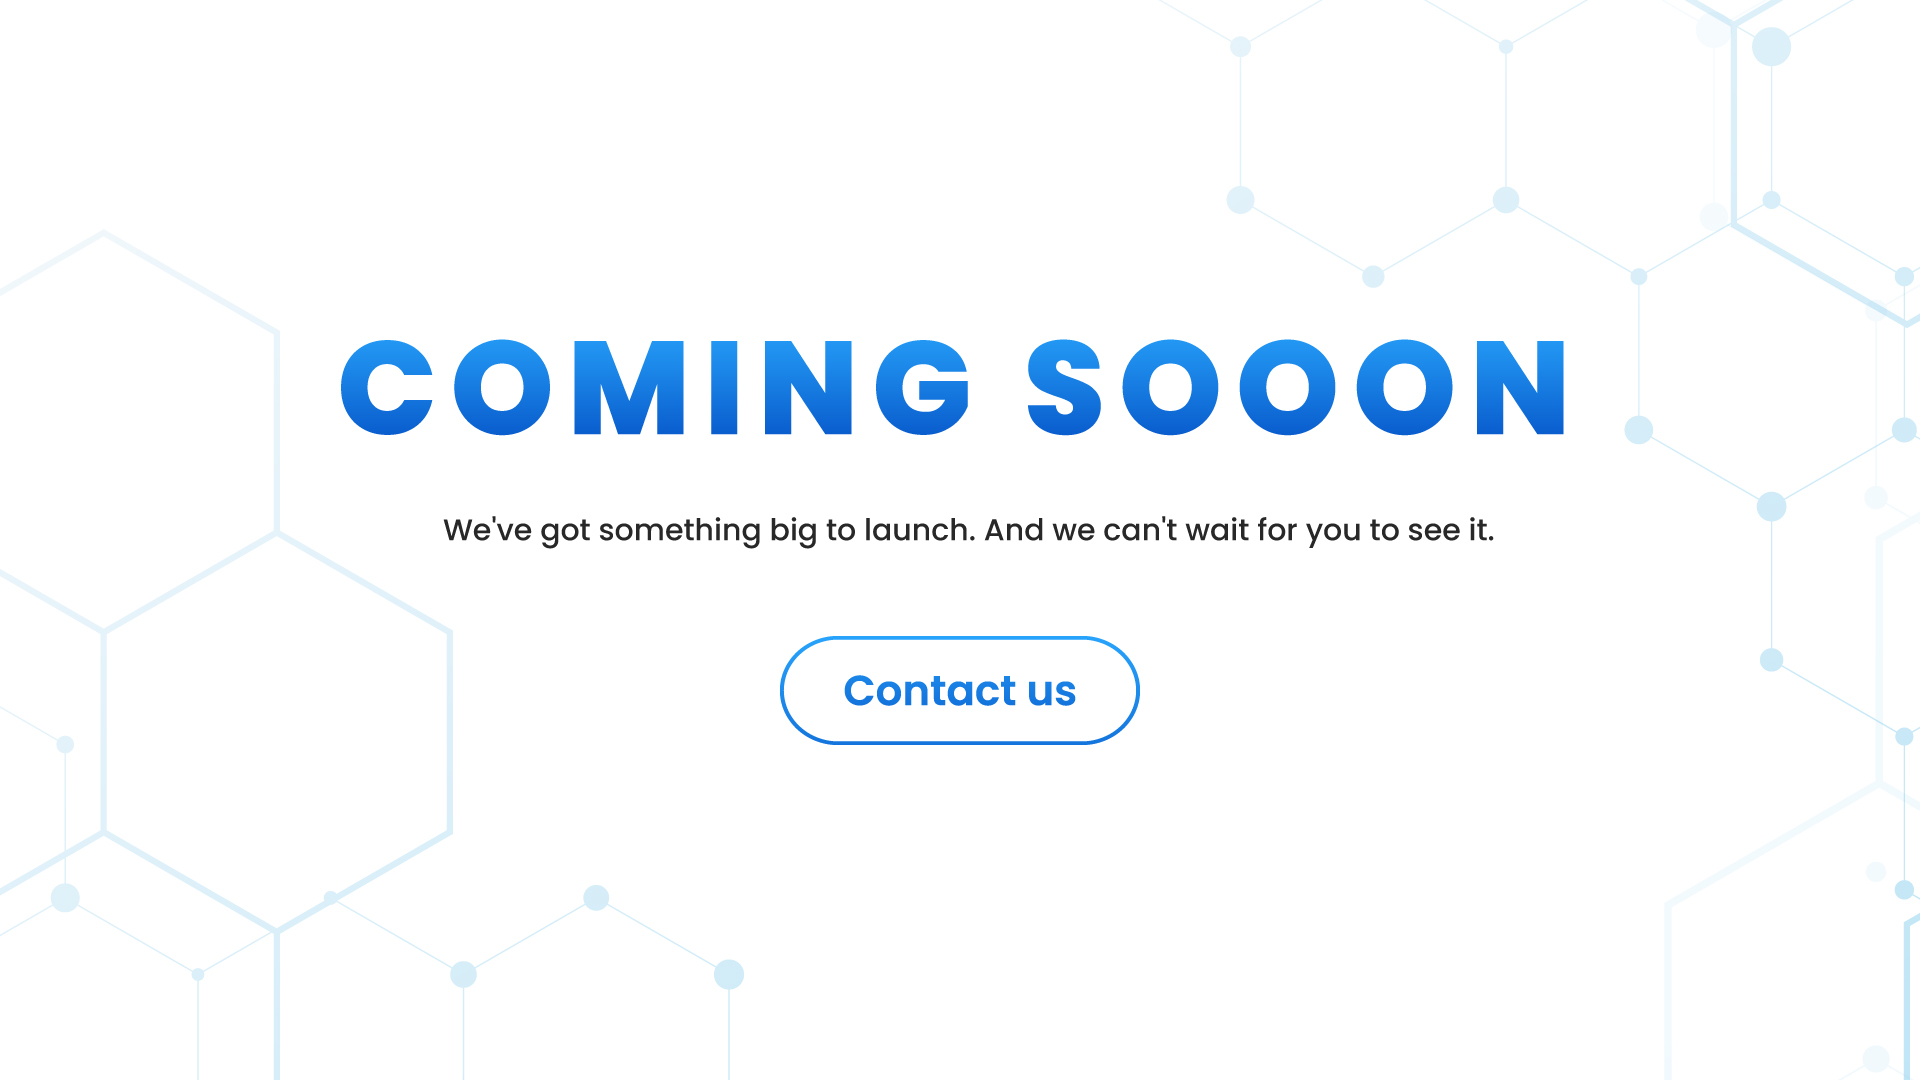 COMING SOOON
We've got something big to launch. And we can't wait for you to see it.
Contact us